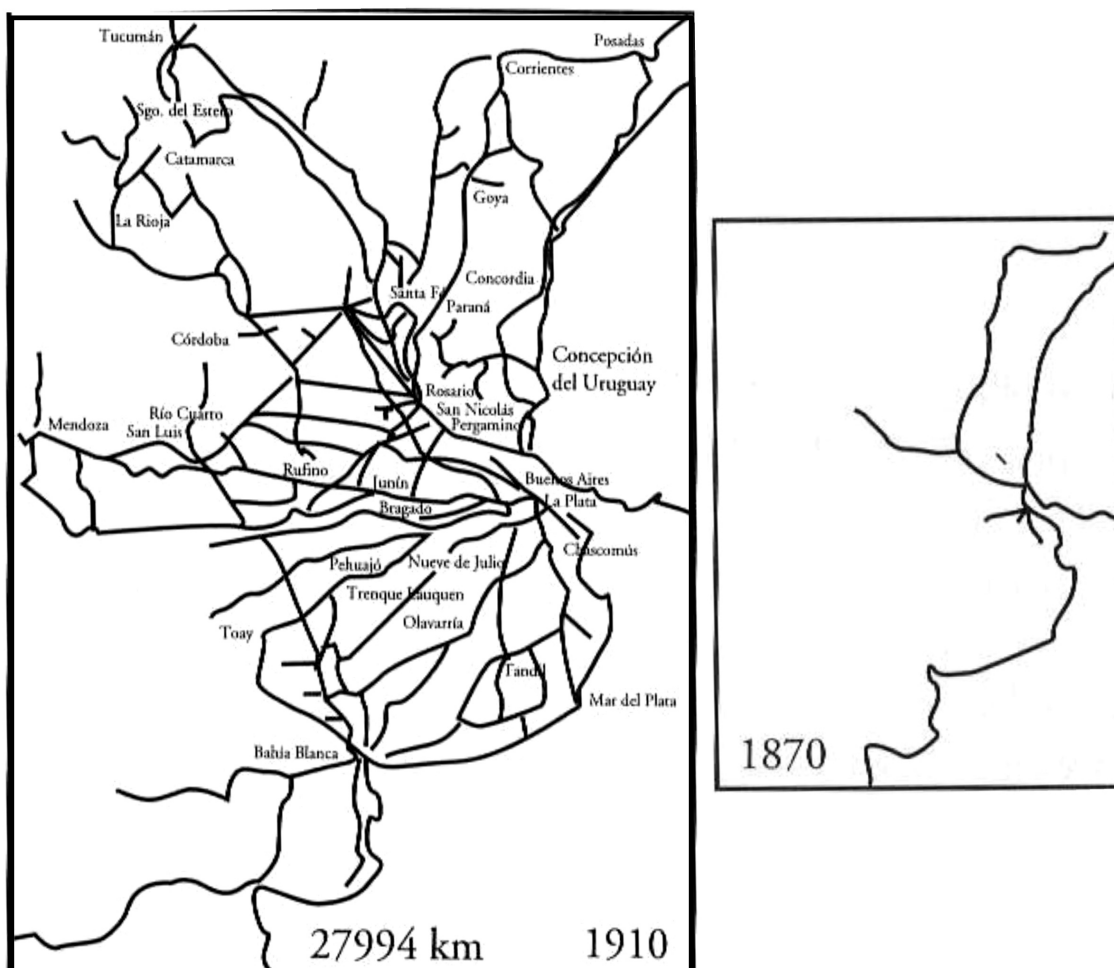 Tucumán
Posadas
Corrientes
Sgo. del Estero
Catamarca
Goya
La Rioja
Concordia
Santa Fé
Paraná
Córdoba
Concepción
del Uruguay
Rosario
Río Cuarto
San Nicolás
Mendoza
San Luis
Pergamino
Rufino
Junín
Buenos Aires
La Plata
Bragado
Chascomús
Pehuajó
Nueve de Julio
Trenque Lauquen
Toay
Olavarría
Tandil
Mar del Plata
Bahía Blanca
27994 km
1910
1870